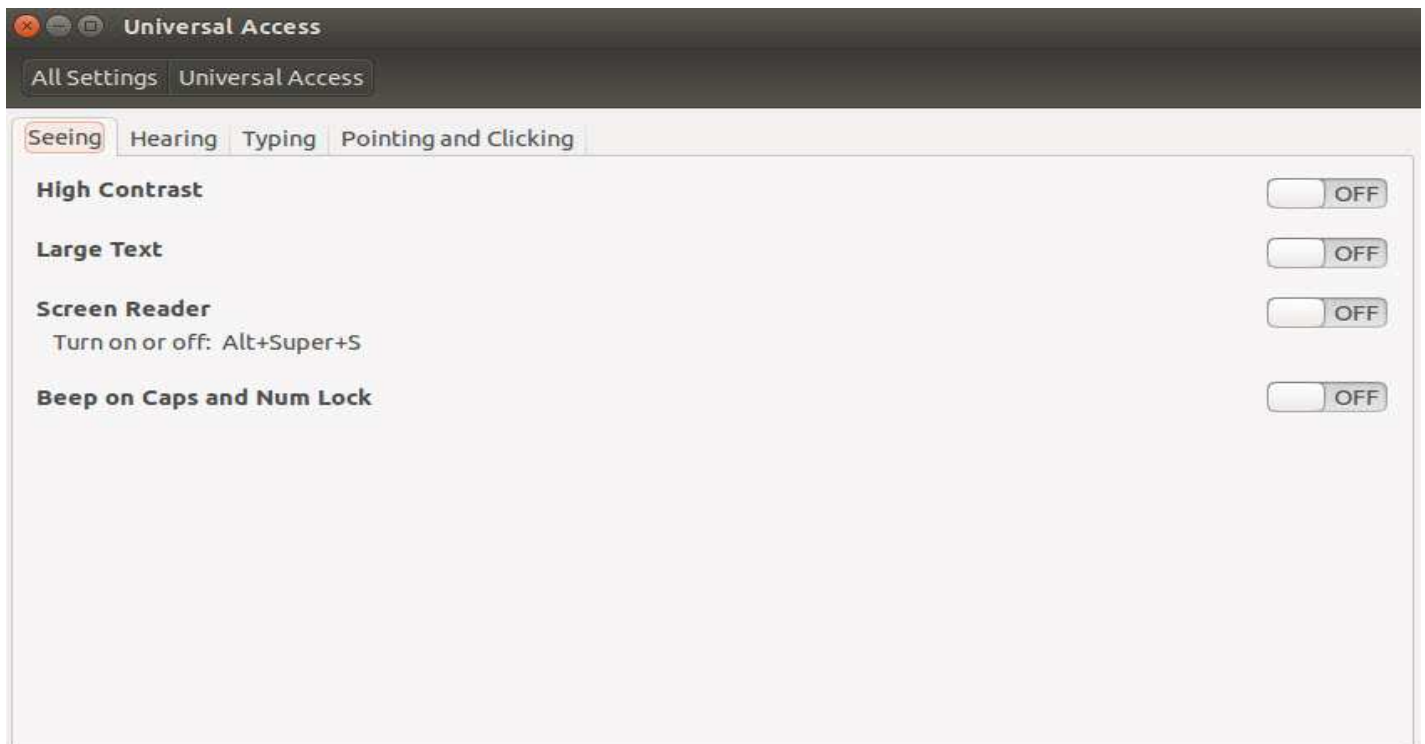 Universal Access
All Settings Universal Access
Seeing Hearing Typing Pointing and Clicking
High Contrast OFF
Large Text OFF
Screen Reader OFF
Turn on or off: Alt+Super+S
Beep on Caps and Num Lock OFF